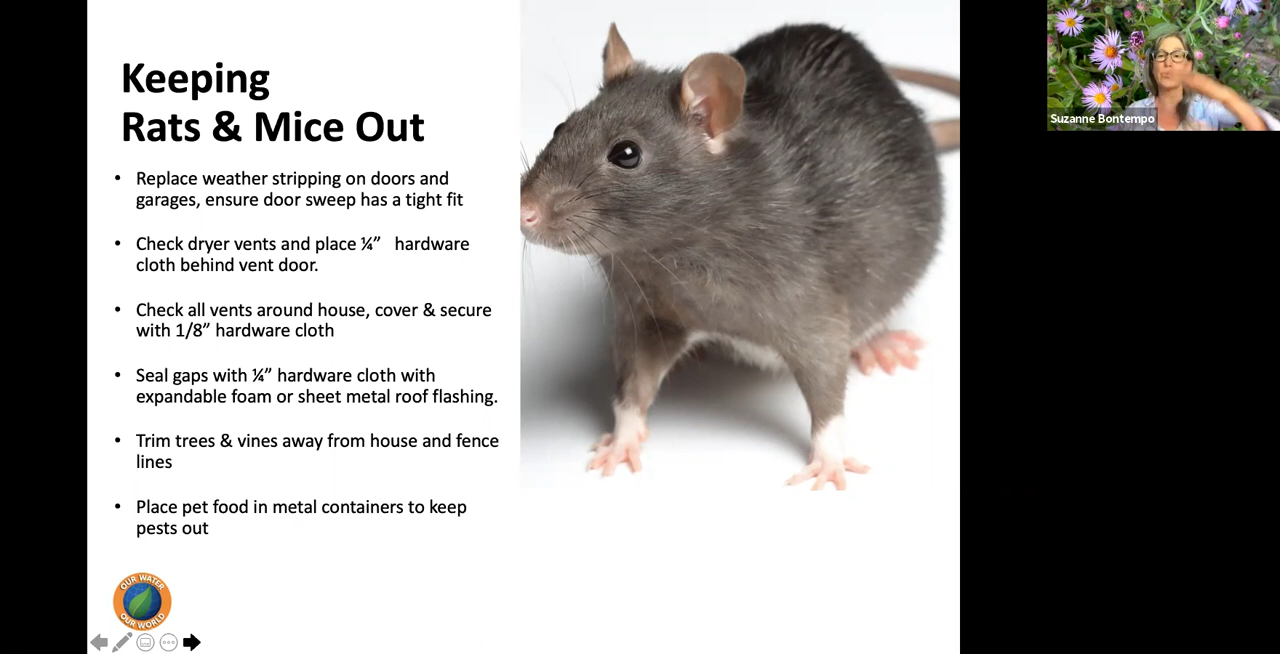 Keeping
Rats & Mice Out
• Replace weather stripping on doors and
garages, ensure door sweep has a tight fit
• Check dryer vents and place ¼” hardware
cloth behind vent door.
• Check all vents around house, cover & secure
with 1/8” hardware cloth
• Seal gaps with ¼” hardware cloth with
expandable foam or sheet metal roof flashing.
• Trim trees & vines away from house and fence
lines
• Place pet food in metal containers to keep
pests out
OUR WATER
OUR WORLD
Suzanne Bontempo